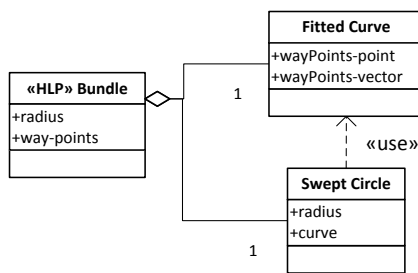 Fitted Curve
+wayPoints-point
+wayPoints-vector
«HLP» Bundle
+radius
+way-points
1
«use»
Swept Circle
+radius
+curve
1